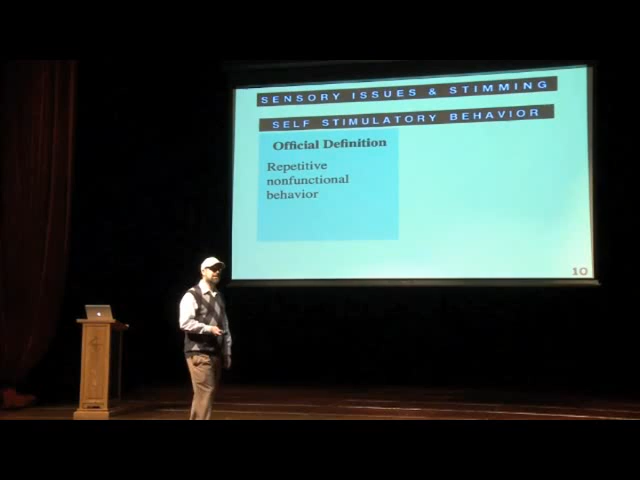 SENSORY ISSUES & STIMMING
SELF STIMULATORY BEHAVIOR
Official Definition
Repetitive
nonfunctional
behavior
10